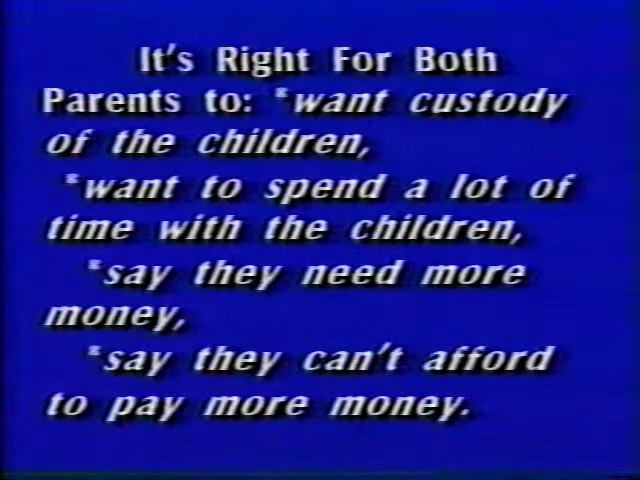 It's Right For Both
Parents to: *want custody
of the children,
*want to spend a lot of
time with the children,
*say they need more
money,
*say they can't afford
to pay more money.